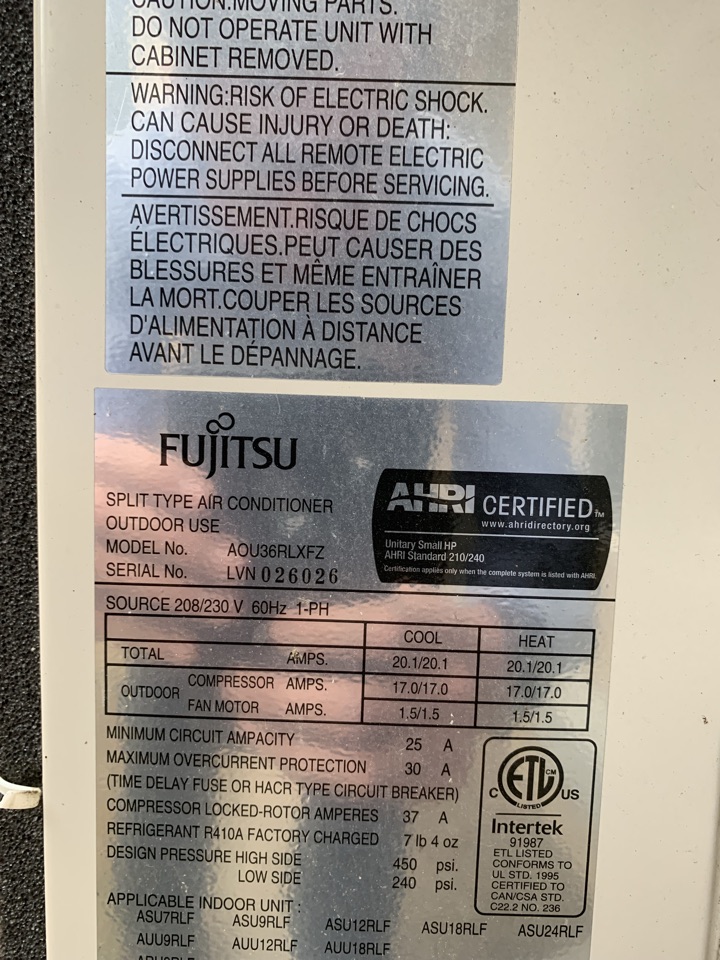 CAUTION:MOVING PARTS.
DO NOT OPERATE UNIT WITH
CABINET REMOVED.
WARNING:RISK OF ELECTRIC SHOCK.
CAN CAUSE INJURY OR DEATH:
DISCONNECT ALL REMOTE ELECTRIC
POWER SUPPLIES BEFORE SERVICING.
AVERTISSEMENT.RISQUE DE CHOCS
ÉLECTRIQUES.PEUT CAUSER DES
BLESSURES ET MÊME ENTRAÎNER
LA MORT.COUPER LES SOURCES
D'ALIMENTATION À DISTANCE
AVANT LE DÉPANNAGE.
FUJITSU
SPLIT TYPE AIR CONDITIONER
OUTDOOR USE
MODEL No. AOU36RLXFZ
SERIAL No. LVN 026026
AHRI CERTIFIED™
www.ahridirectory.org
Unitary Small HP
AHRI Standard 210/240
Certification applies only when the complete system is listed with AHRI.
SOURCE 208/230 V 60Hz 1-PH
COOL HEAT
TOTAL AMPS. 20.1/20.1 20.1/20.1
OUTDOOR COMPRESSOR AMPS. 17.0/17.0 17.0/17.0
FAN MOTOR AMPS. 1.5/1.5 1.5/1.5
MINIMUM CIRCUIT AMPACITY 25 A
MAXIMUM OVERCURRENT PROTECTION 30 A
(TIME DELAY FUSE OR HACR TYPE CIRCUIT BREAKER)
COMPRESSOR LOCKED-ROTOR AMPERES 37 A
REFRIGERANT R410A FACTORY CHARGED 7 lb 4 oz
DESIGN PRESSURE HIGH SIDE 450 psi.
LOW SIDE 240 psi.
C ETL CM US
LISTED
Intertek
91987
ETL LISTED
CONFORMS TO
UL STD. 1995
CERTIFIED TO
CAN/CSA STD.
C22.2 NO. 236
APPLICABLE INDOOR UNIT :
ASU7RLF ASU9RLF ASU12RLF ASU18RLF ASU24RLF
AUU9RLF AUU12RLF AUU18RLF